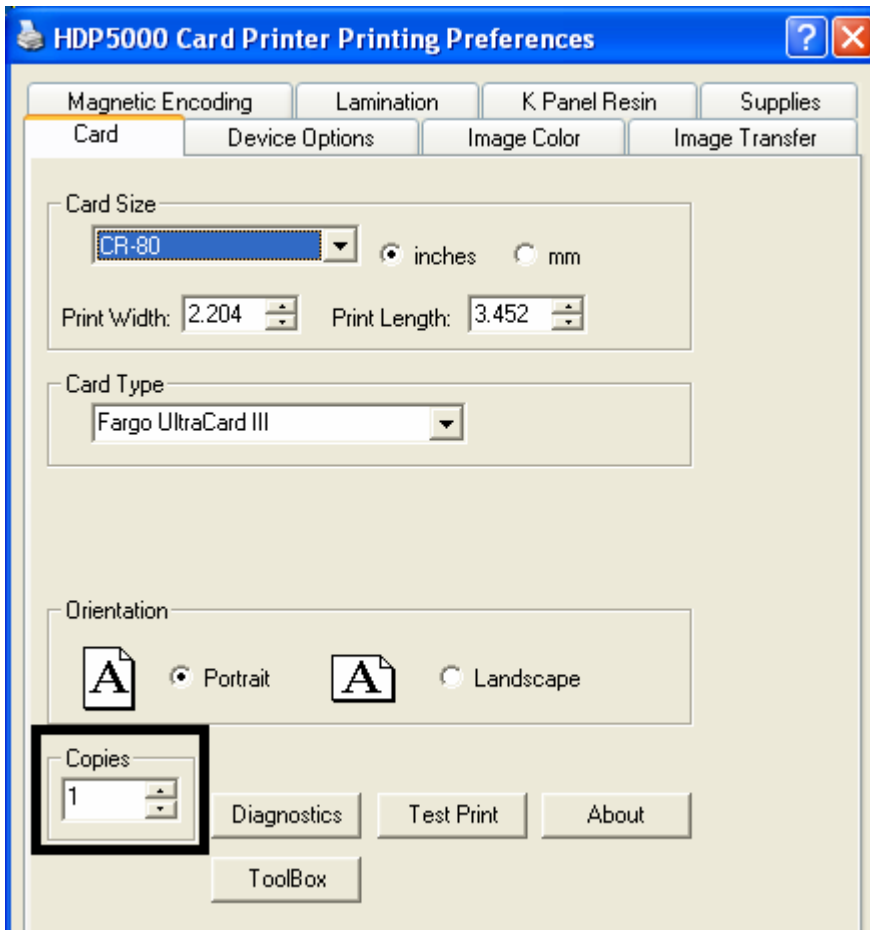 HDP5000 Card Printer Printing Preferences
Magnetic Encoding Lamination K Panel Resin Supplies
Card Device Options Image Color Image Transfer
Card Size
CR-80 inches mm
Print Width: 2.204 Print Length: 3.452
Card Type
Fargo UltraCard III
Orientation
A Portrait A Landscape
Copies
1
Diagnostics Test Print About
ToolBox